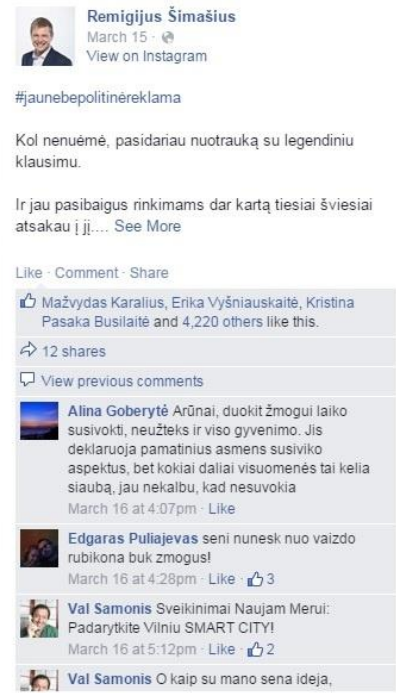 Remigijus Šimašius
March 15 ·
View on Instagram
#jaunebepolitinėreklama
Kol nenuėmė, pasidariau nuotrauką su legendiniu
klausimu.
Ir jau pasibaigus rinkimams dar kartą tiesiai šviesiai
atsakau į jį.... See More
Like · Comment · Share
Mažvydas Karalius, Erika Vyšniauskaitė, Kristina
Pasaka Busilaitė and 4,220 others like this.
12 shares
View previous comments
Alina Goberytė Arūnai, duokit žmogui laiko
susivokti, neužteks ir viso gyvenimo. Jis
deklaruoja pamatinius asmens susiviko
aspektus, bet kokiai daliai visuomenės tai kelia
siaubą, jau nekalbu, kad nesuvokia
March 16 at 4:07pm · Like
Edgaras Puliajevas seni nunesk nuo vaizdo
rubikona buk zmogus!
March 16 at 4:28pm · Like · 3
Val Samonis Sveikinimai Naujam Merui:
Padarytkite Vilniu SMART CITY!
March 16 at 5:12pm · Like · 2
Val Samonis O kaip su mano sena ideja,